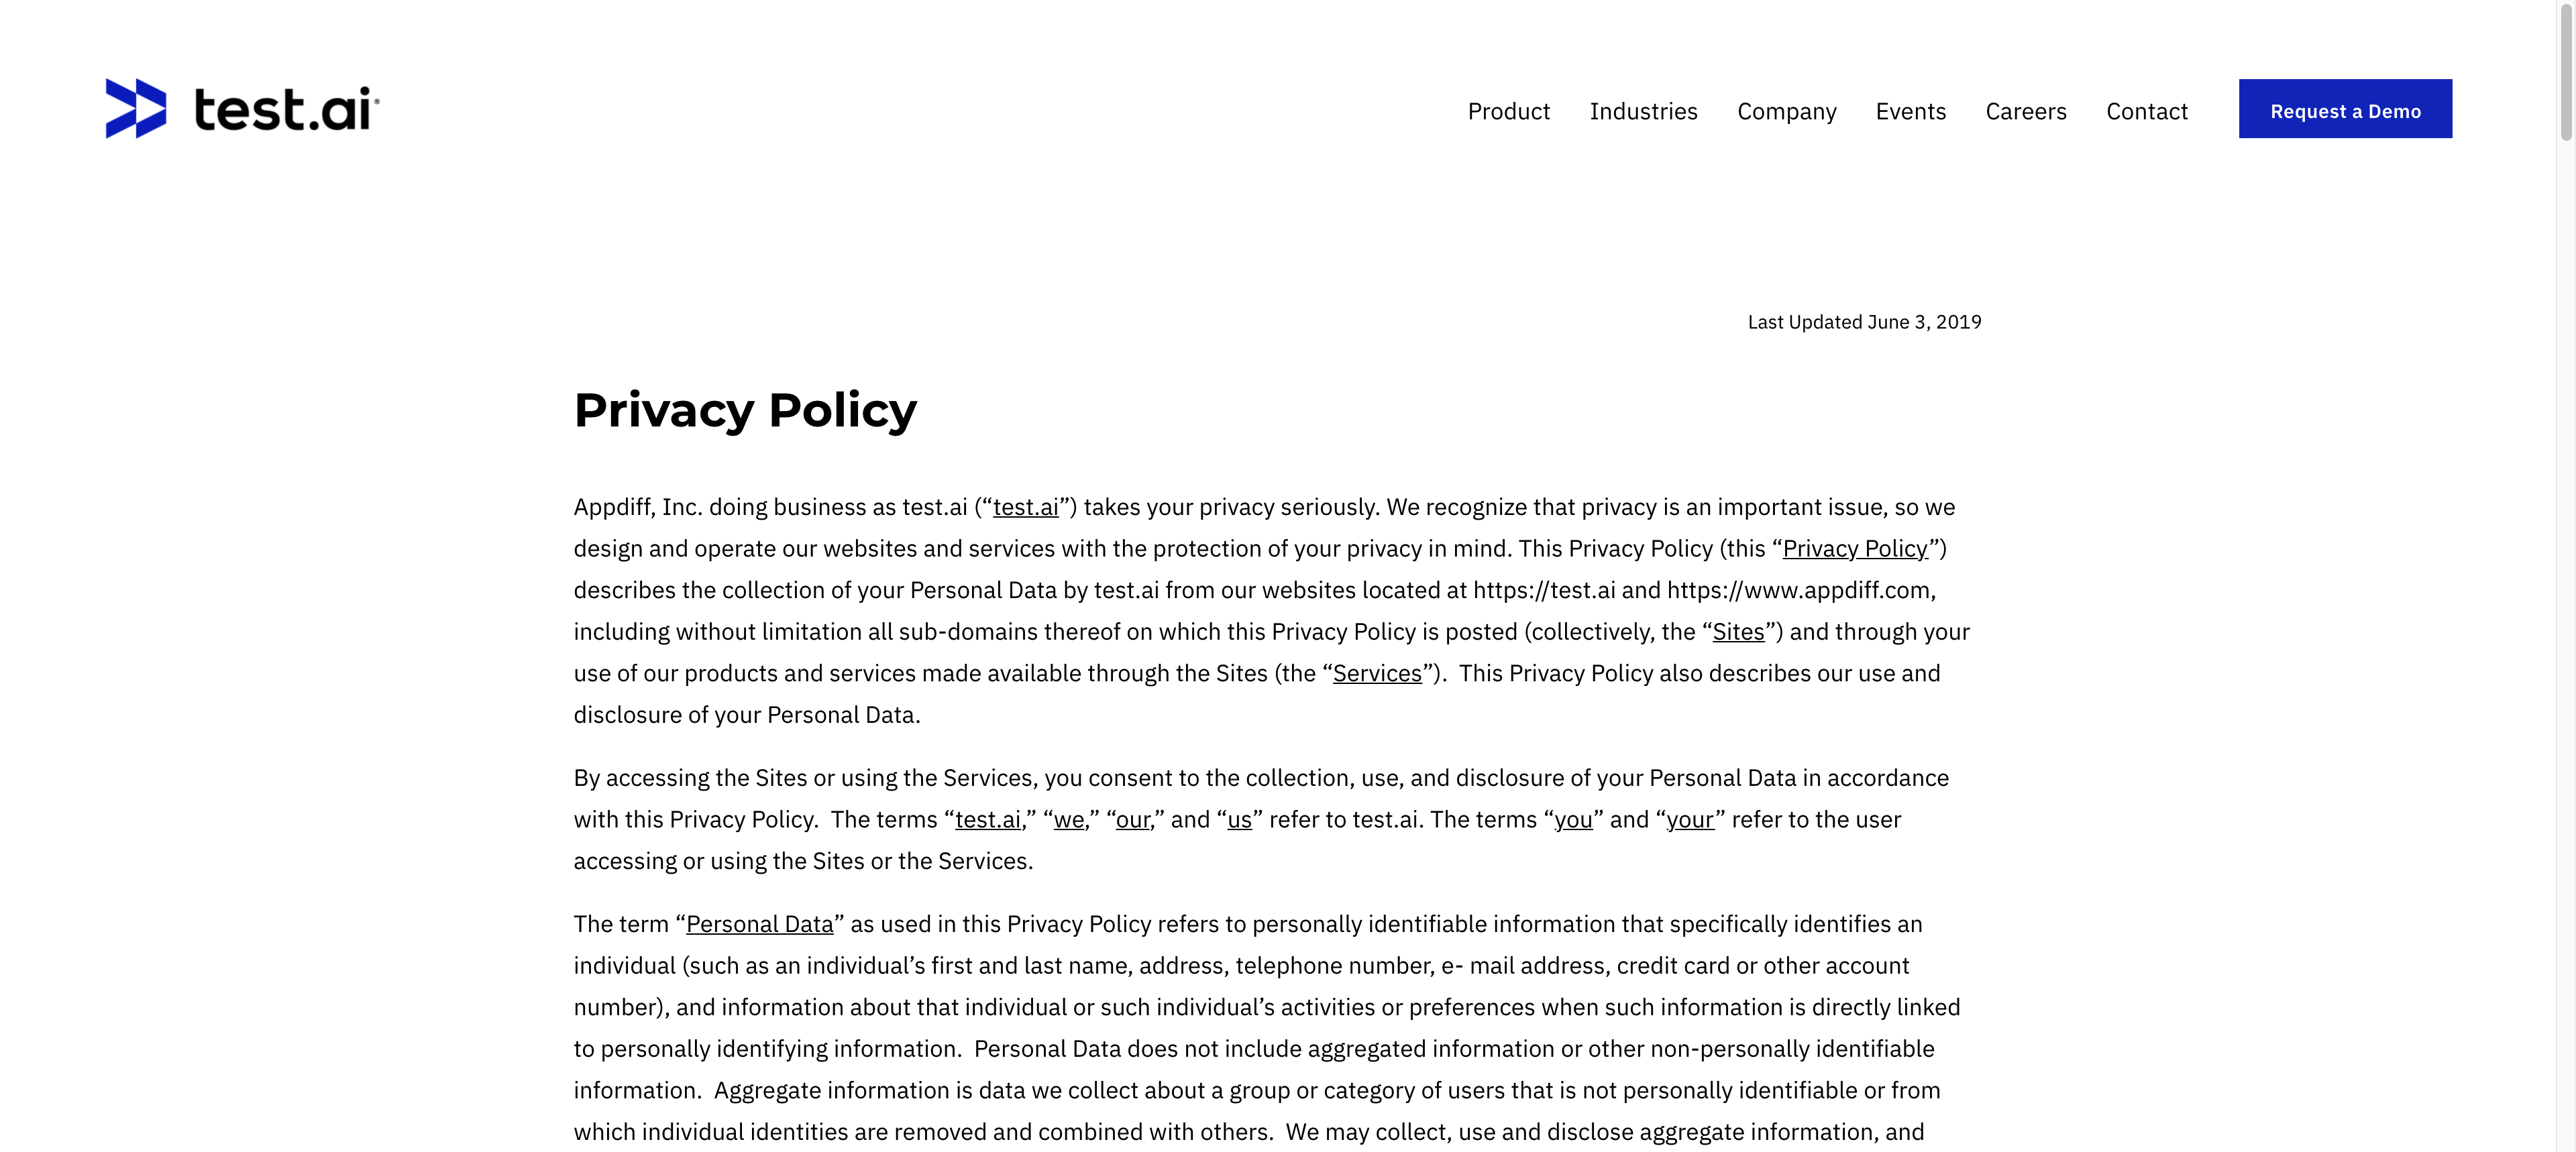 test.ai
Product Industries Company Events Careers Contact Request a Demo
Last Updated June 3, 2019
Privacy Policy
Appdiff, Inc. doing business as test.ai (“test.ai”) takes your privacy seriously. We recognize that privacy is an important issue, so we
design and operate our websites and services with the protection of your privacy in mind. This Privacy Policy (this “Privacy Policy”)
describes the collection of your Personal Data by test.ai from our websites located at https://test.ai and https://www.appdiff.com,
including without limitation all sub-domains thereof on which this Privacy Policy is posted (collectively, the “Sites”) and through your
use of our products and services made available through the Sites (the “Services”).  This Privacy Policy also describes our use and
disclosure of your Personal Data.
By accessing the Sites or using the Services, you consent to the collection, use, and disclosure of your Personal Data in accordance
with this Privacy Policy.  The terms “test.ai,” “we,” “our,” and “us” refer to test.ai. The terms “you” and “your” refer to the user
accessing or using the Sites or the Services.
The term “Personal Data” as used in this Privacy Policy refers to personally identifiable information that specifically identifies an
individual (such as an individual’s first and last name, address, telephone number, e- mail address, credit card or other account
number), and information about that individual or such individual’s activities or preferences when such information is directly linked
to personally identifying information.  Personal Data does not include aggregated information or other non-personally identifiable
information.  Aggregate information is data we collect about a group or category of users that is not personally identifiable or from
which individual identities are removed and combined with others.  We may collect, use and disclose aggregate information, and